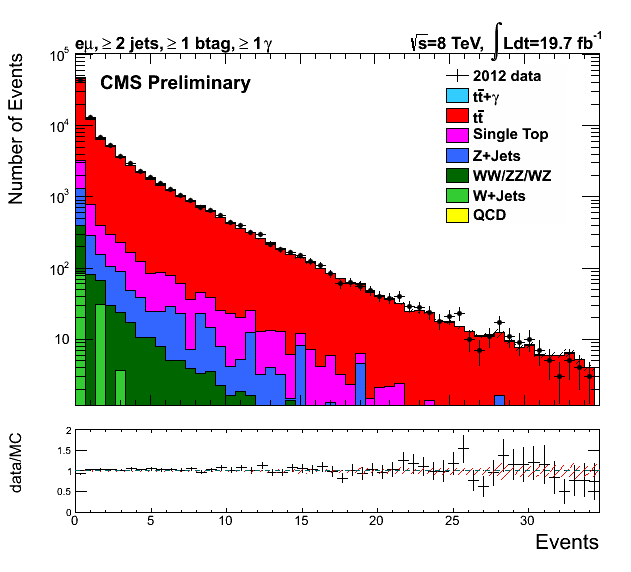 eμ, ≥ 2 jets, ≥ 1 btag, ≥ 1γ
√s=8 TeV, ∫Ldt=19.7 fb⁻¹
CMS Preliminary
Number of Events
10⁵
10⁴
10³
10²
10
2012 data
tt̄+γ
tt̄
Single Top
Z+Jets
WW/ZZ/WZ
W+Jets
QCD
data/MC
2
1.5
1
0.5
0
0 5 10 15 20 25 30
Events